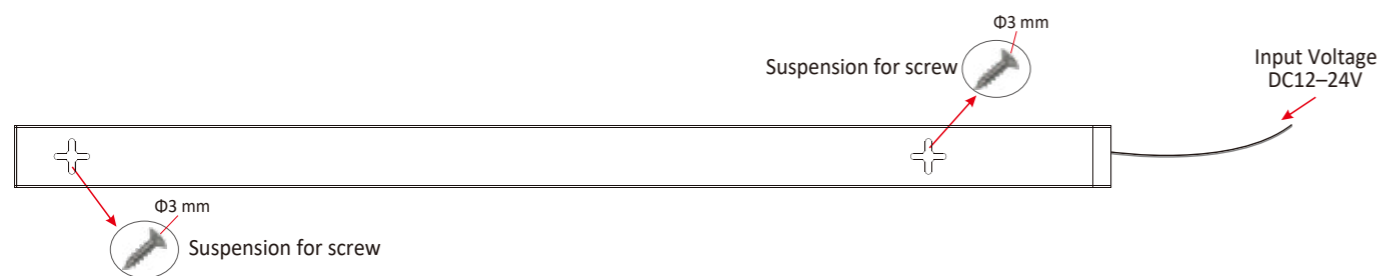 Φ3 mm
Suspension for screw
Input Voltage
DC12–24V
Φ3 mm
Suspension for screw